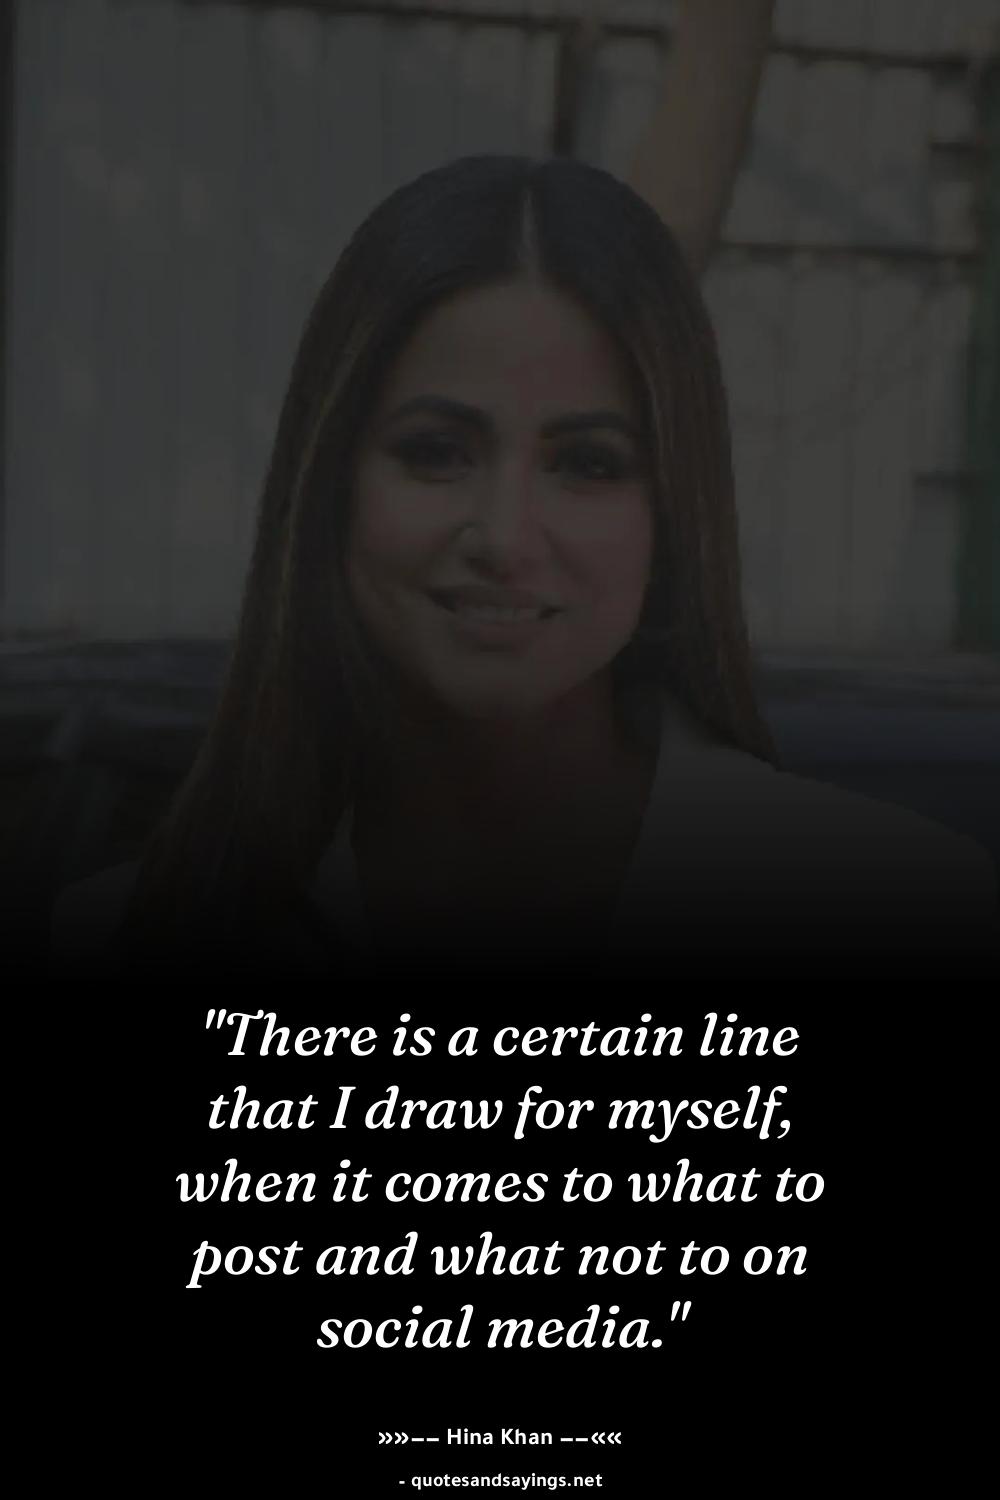 "There is a certain line
that I draw for myself,
when it comes to what to
post and what not to on
social media."
»»−− Hina Khan −−««
- quotesandsayings.net